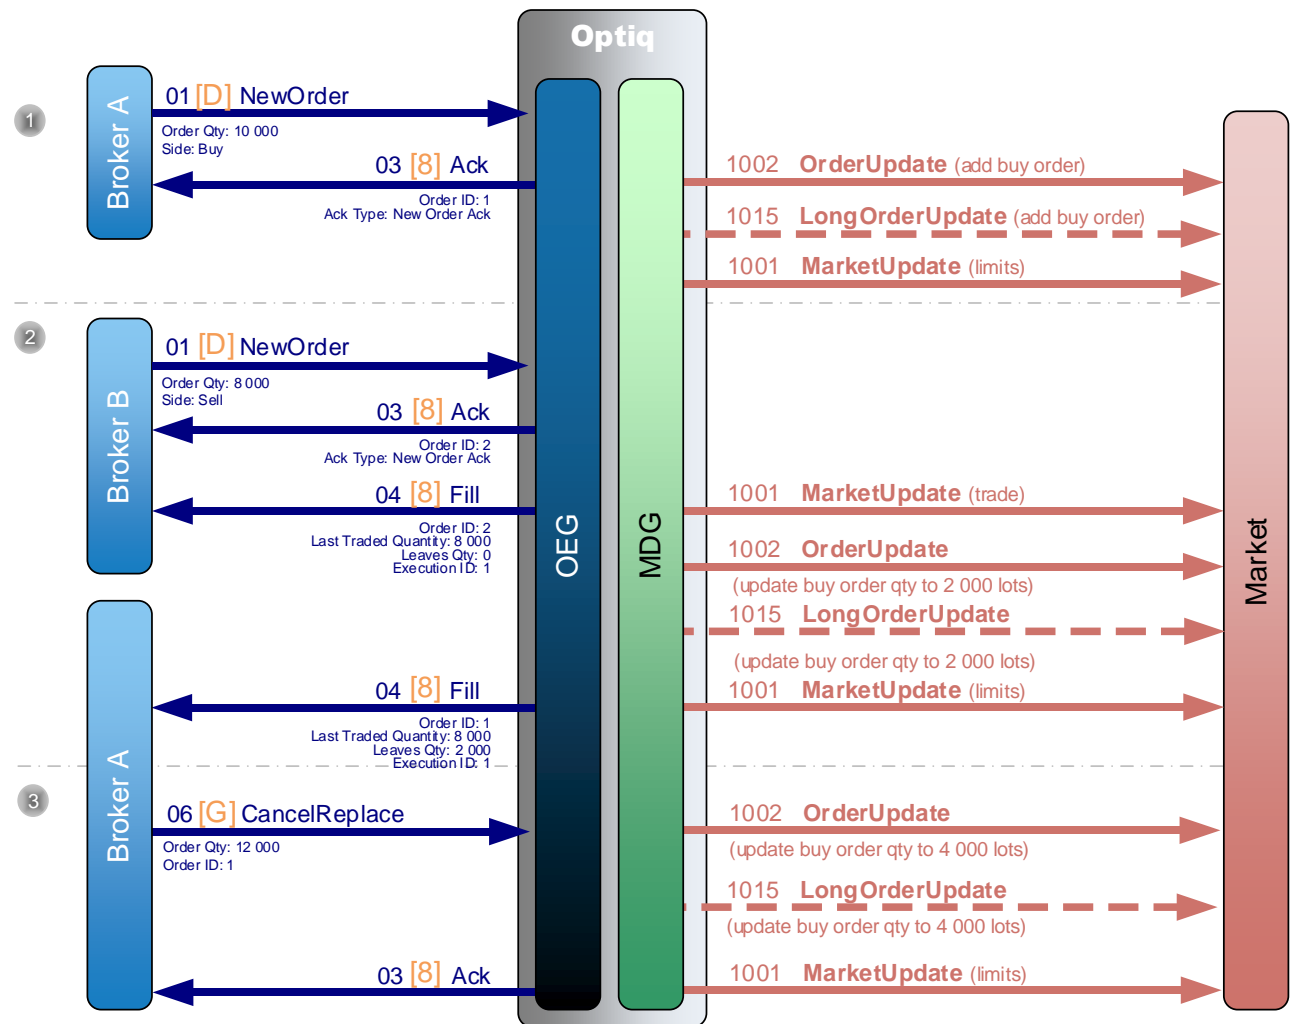 Optiq
1
Broker A
01 [D] NewOrder
Order Qty: 10 000
Side: Buy
03 [8] Ack
Order ID: 1
Ack Type: New Order Ack
1002 OrderUpdate (add buy order)
1015 LongOrderUpdate (add buy order)
1001 MarketUpdate (limits)
2
Broker B
01 [D] NewOrder
Order Qty: 8 000
Side: Sell
03 [8] Ack
Order ID: 2
Ack Type: New Order Ack
04 [8] Fill
Order ID: 2
Last Traded Quantity: 8 000
Leaves Qty: 0
Execution ID: 1
OEG
MDG
Market
1001 MarketUpdate (trade)
1002 OrderUpdate
(update buy order qty to 2 000 lots)
1015 LongOrderUpdate
(update buy order qty to 2 000 lots)
1001 MarketUpdate (limits)
Broker A
04 [8] Fill
Order ID: 1
Last Traded Quantity: 8 000
Leaves Qty: 2 000
Execution ID: 1
3
06 [G] CancelReplace
Order Qty: 12 000
Order ID: 1
1002 OrderUpdate
(update buy order qty to 4 000 lots)
1015 LongOrderUpdate
(update buy order qty to 4 000 lots)
03 [8] Ack
1001 MarketUpdate (limits)